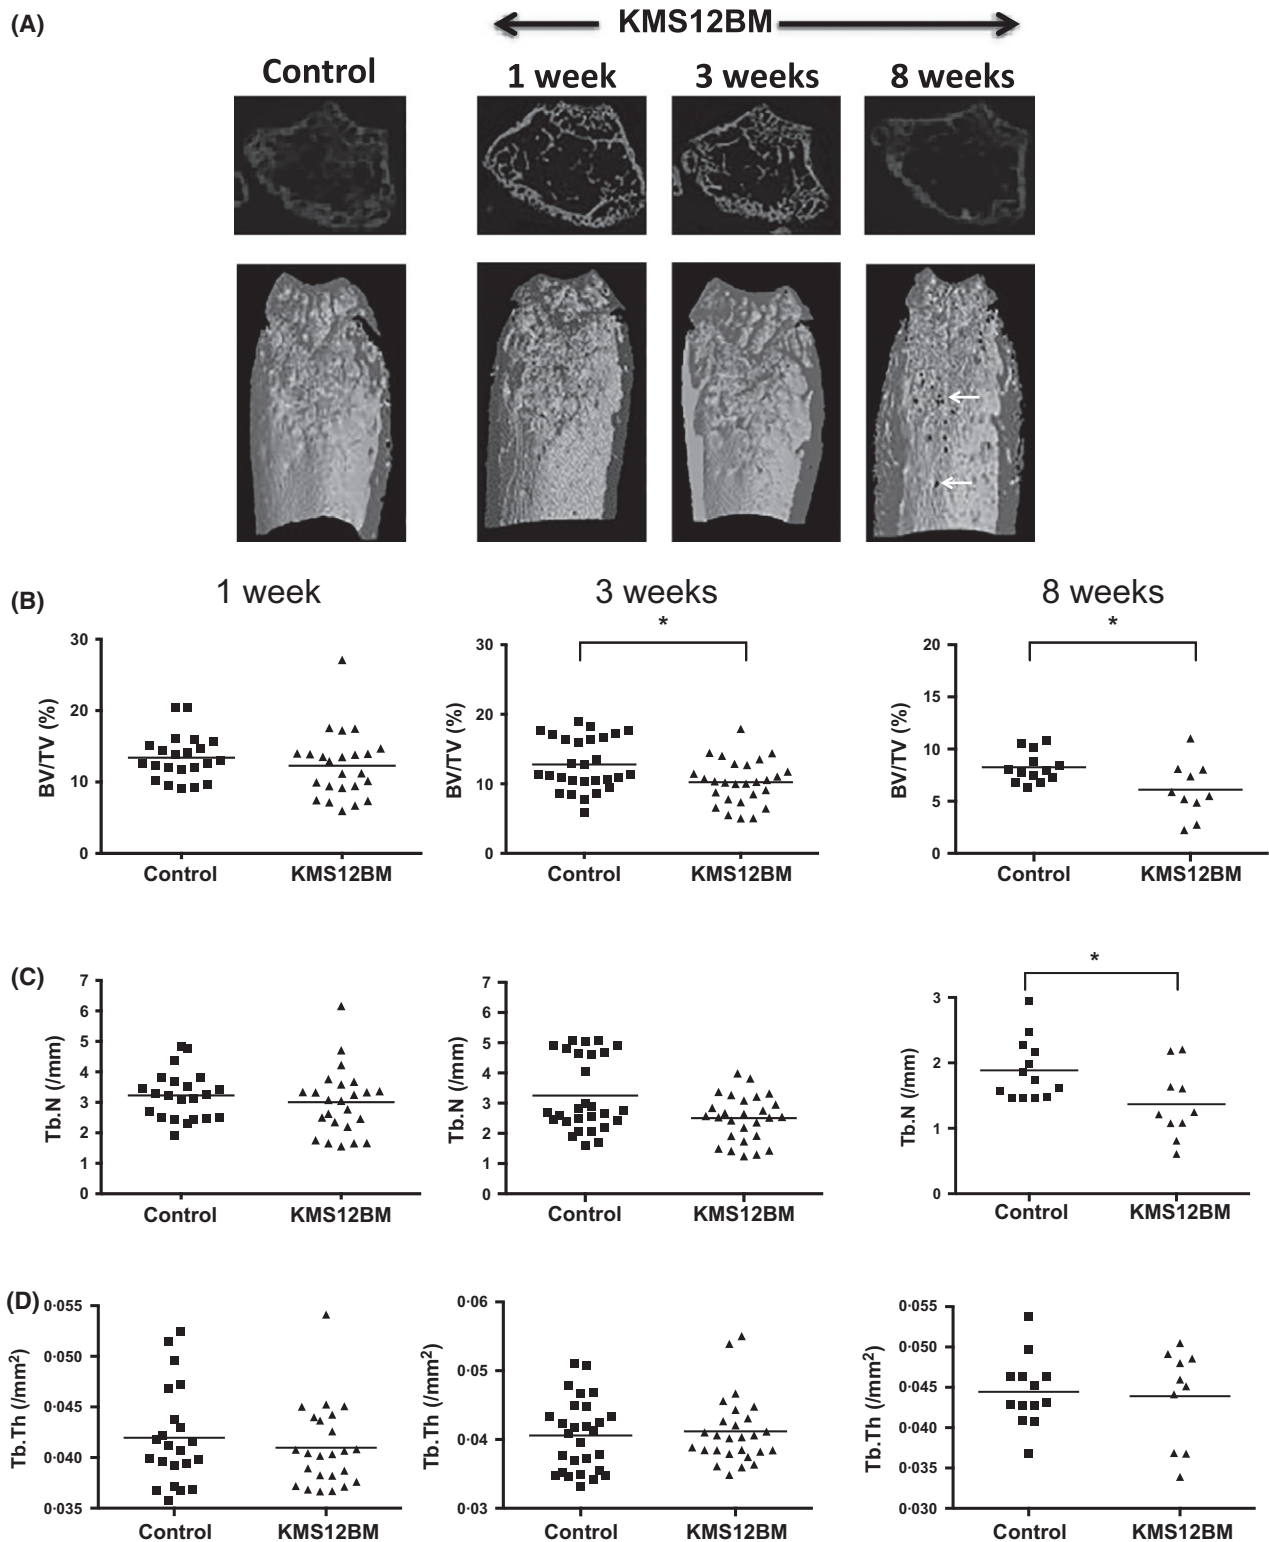 (A)
KMS12BM
Control
1 week
3 weeks
8 weeks
(B)
1 week
3 weeks
8 weeks
BV/TV (%)
30
20
10
0
Control
KMS12BM
*
BV/TV (%)
30
20
10
0
Control
KMS12BM
*
BV/TV (%)
20
15
10
5
0
Control
KMS12BM
(C)
Tb.N (/mm)
7
6
5
4
3
2
1
0
Control
KMS12BM
Tb.N (/mm)
7
6
5
4
3
2
1
0
Control
KMS12BM
*
Tb.N (/mm)
3
2
1
0
Control
KMS12BM
(D)
Tb.Th (/mm²)
0·055
0·050
0·045
0·040
0·035
Control
KMS12BM
Tb.Th (/mm²)
0·06
0·05
0·04
0·03
Control
KMS12BM
Tb.Th (/mm²)
0·055
0·050
0·045
0·040
0·035
0·030
Control
KMS12BM